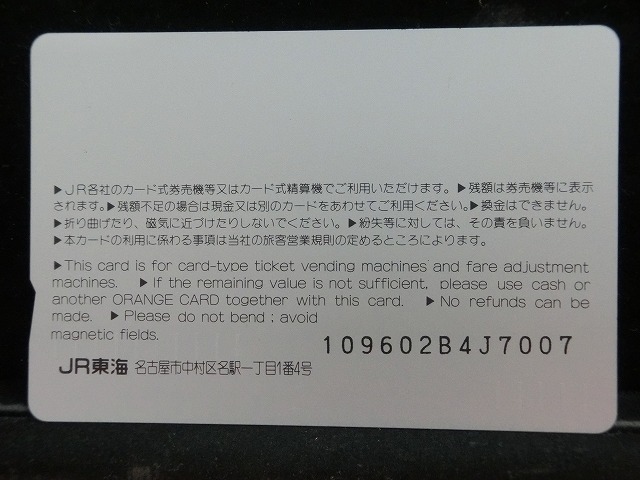 ▶JR各社のカード式券売機等又はカード式精算機でご利用いただけます。▶残額は券売機等に表示
されます。▶残額不足の場合は現金又は別のカードをあわせてご利用ください。▶換金はできません。
▶折り曲げたり、磁気に近づけたりしないでください。▶紛失等に対しては、その責を負いません。
▶本カードの利用に係わる事項は当社の旅客営業規則の定めるところによります。
▶This card is for card-type ticket vending machines and fare adjustment
machines. ▶If the remaining value is not sufficient, please use cash or
another ORANGE CARD together with this card. ▶No refunds can be
made. ▶Please do not bend ; avoid
magnetic fields.
109602B4J7007
JR東海 名古屋市中村区名駅一丁目1番4号